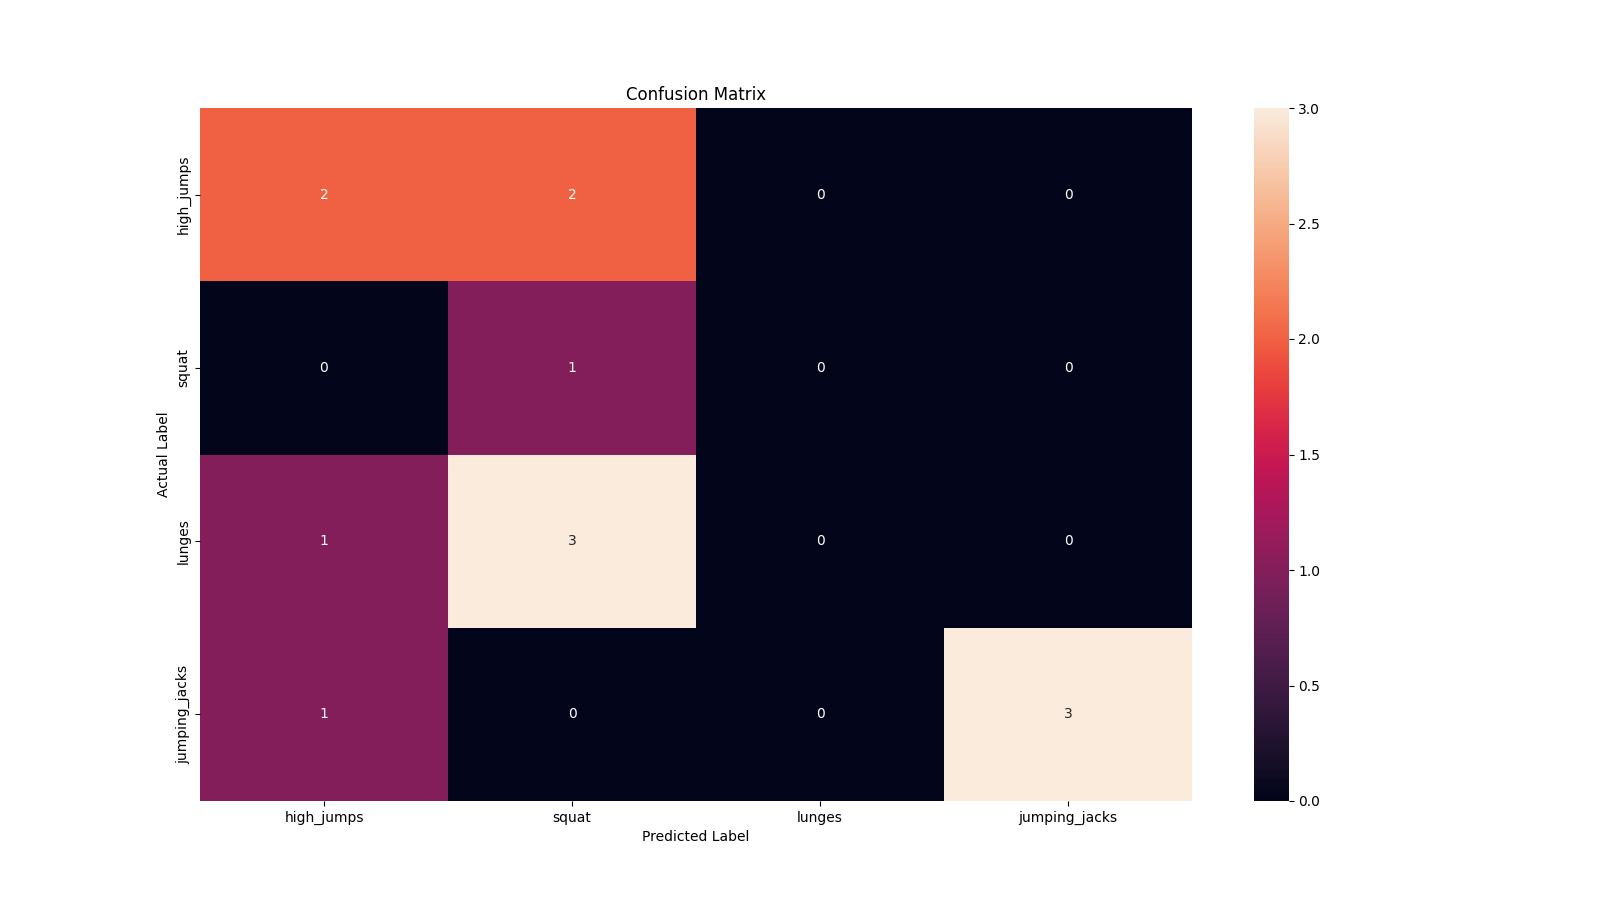 Confusion Matrix
high_jumps
2 2 0 0
squat
0 1 0 0
lunges
1 3 0 0
jumping_jacks
1 0 0 3
Actual Label
high_jumps squat lunges jumping_jacks
Predicted Label
3.0
2.5
2.0
1.5
1.0
0.5
0.0